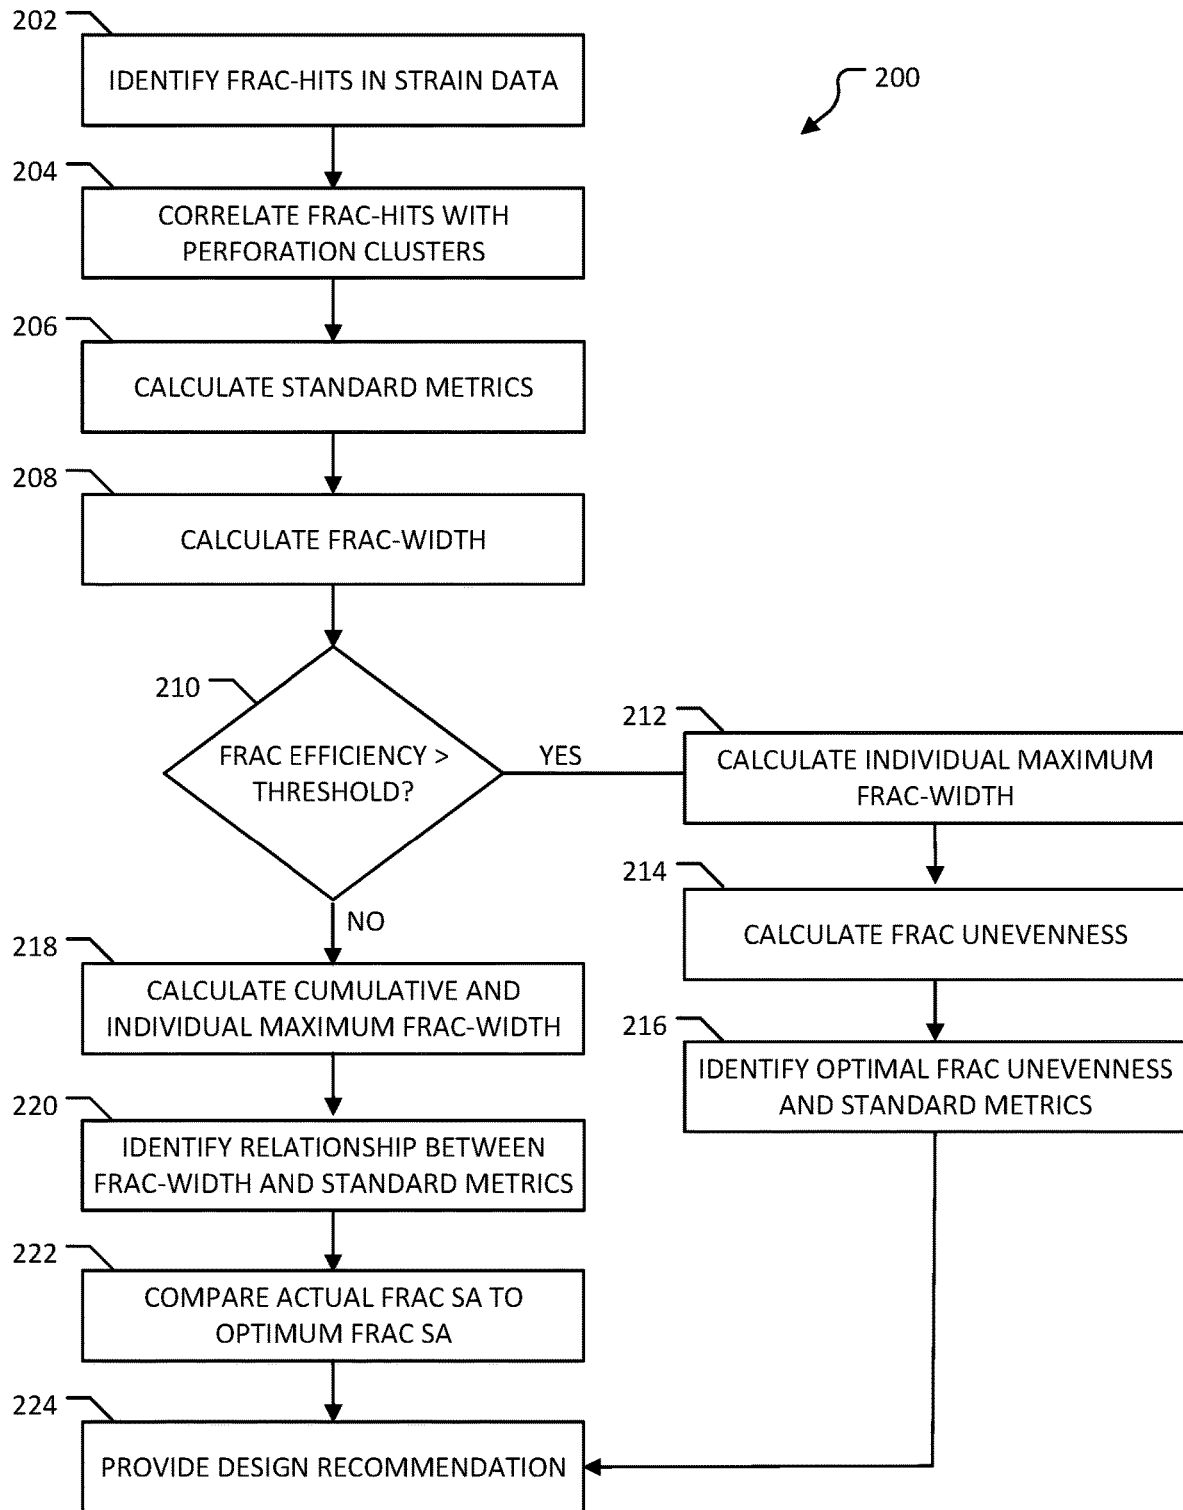 202
IDENTIFY FRAC-HITS IN STRAIN DATA
200
204
CORRELATE FRAC-HITS WITH
PERFORATION CLUSTERS
206
CALCULATE STANDARD METRICS
208
CALCULATE FRAC-WIDTH
210
FRAC EFFICIENCY >
THRESHOLD?
YES
NO
212
CALCULATE INDIVIDUAL MAXIMUM
FRAC-WIDTH
214
CALCULATE FRAC UNEVENNESS
216
IDENTIFY OPTIMAL FRAC UNEVENNESS
AND STANDARD METRICS
218
CALCULATE CUMULATIVE AND
INDIVIDUAL MAXIMUM FRAC-WIDTH
220
IDENTIFY RELATIONSHIP BETWEEN
FRAC-WIDTH AND STANDARD METRICS
222
COMPARE ACTUAL FRAC SA TO
OPTIMUM FRAC SA
224
PROVIDE DESIGN RECOMMENDATION